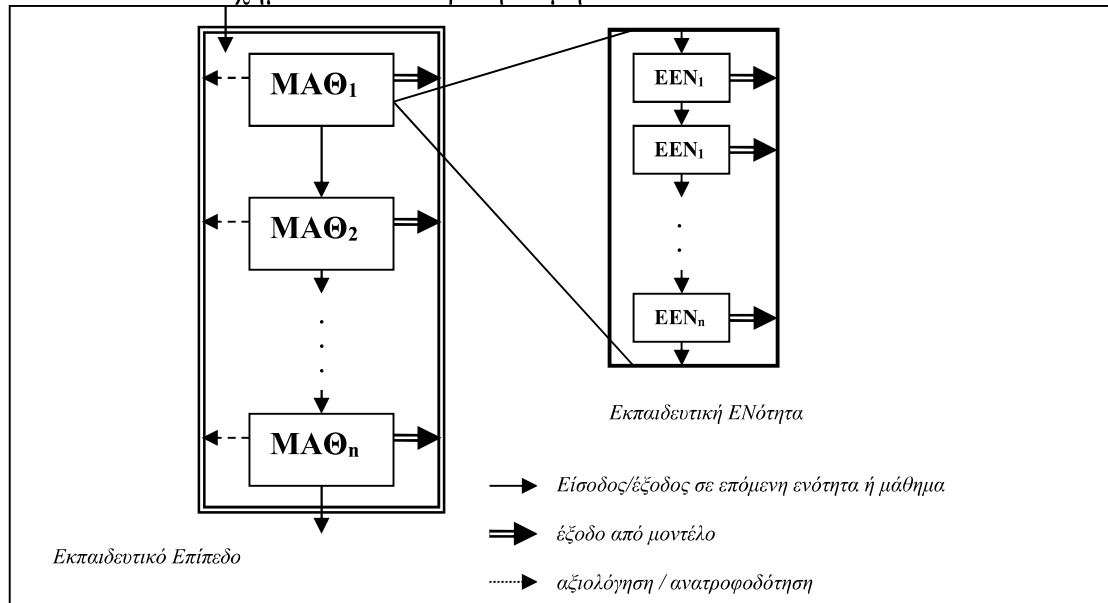 ΜΑΘ₁
ΜΑΘ₂
.
.
.
ΜΑΘₙ
Εκπαιδευτικό Επίπεδο
ΕΕΝ₁
ΕΕΝ₁
.
.
ΕΕΝₙ
Εκπαιδευτική ΕΝότητα
Είσοδος/έξοδος σε επόμενη ενότητα ή μάθημα
έξοδο από μοντέλο
αξιολόγηση / ανατροφοδότηση